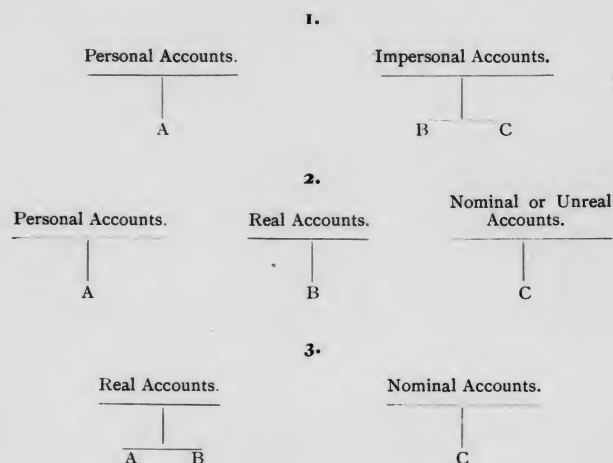 1.
Personal Accounts. Impersonal Accounts.
A B C
2.
Nominal or Unreal
Personal Accounts. Real Accounts. Accounts.
A B C
3.
Real Accounts. Nominal Accounts.
A B C